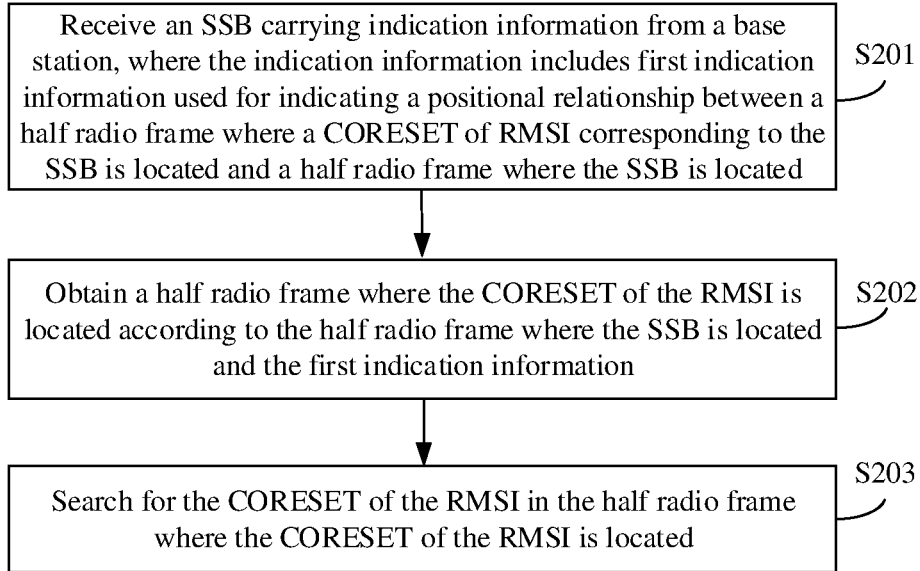 Receive an SSB carrying indication information from a base
station, where the indication information includes first indication
information used for indicating a positional relationship between a
half radio frame where a CORESET of RMSI corresponding to the
SSB is located and a half radio frame where the SSB is located
S201
Obtain a half radio frame where the CORESET of the RMSI is
located according to the half radio frame where the SSB is located
and the first indication information
S202
Search for the CORESET of the RMSI in the half radio frame
where the CORESET of the RMSI is located
S203